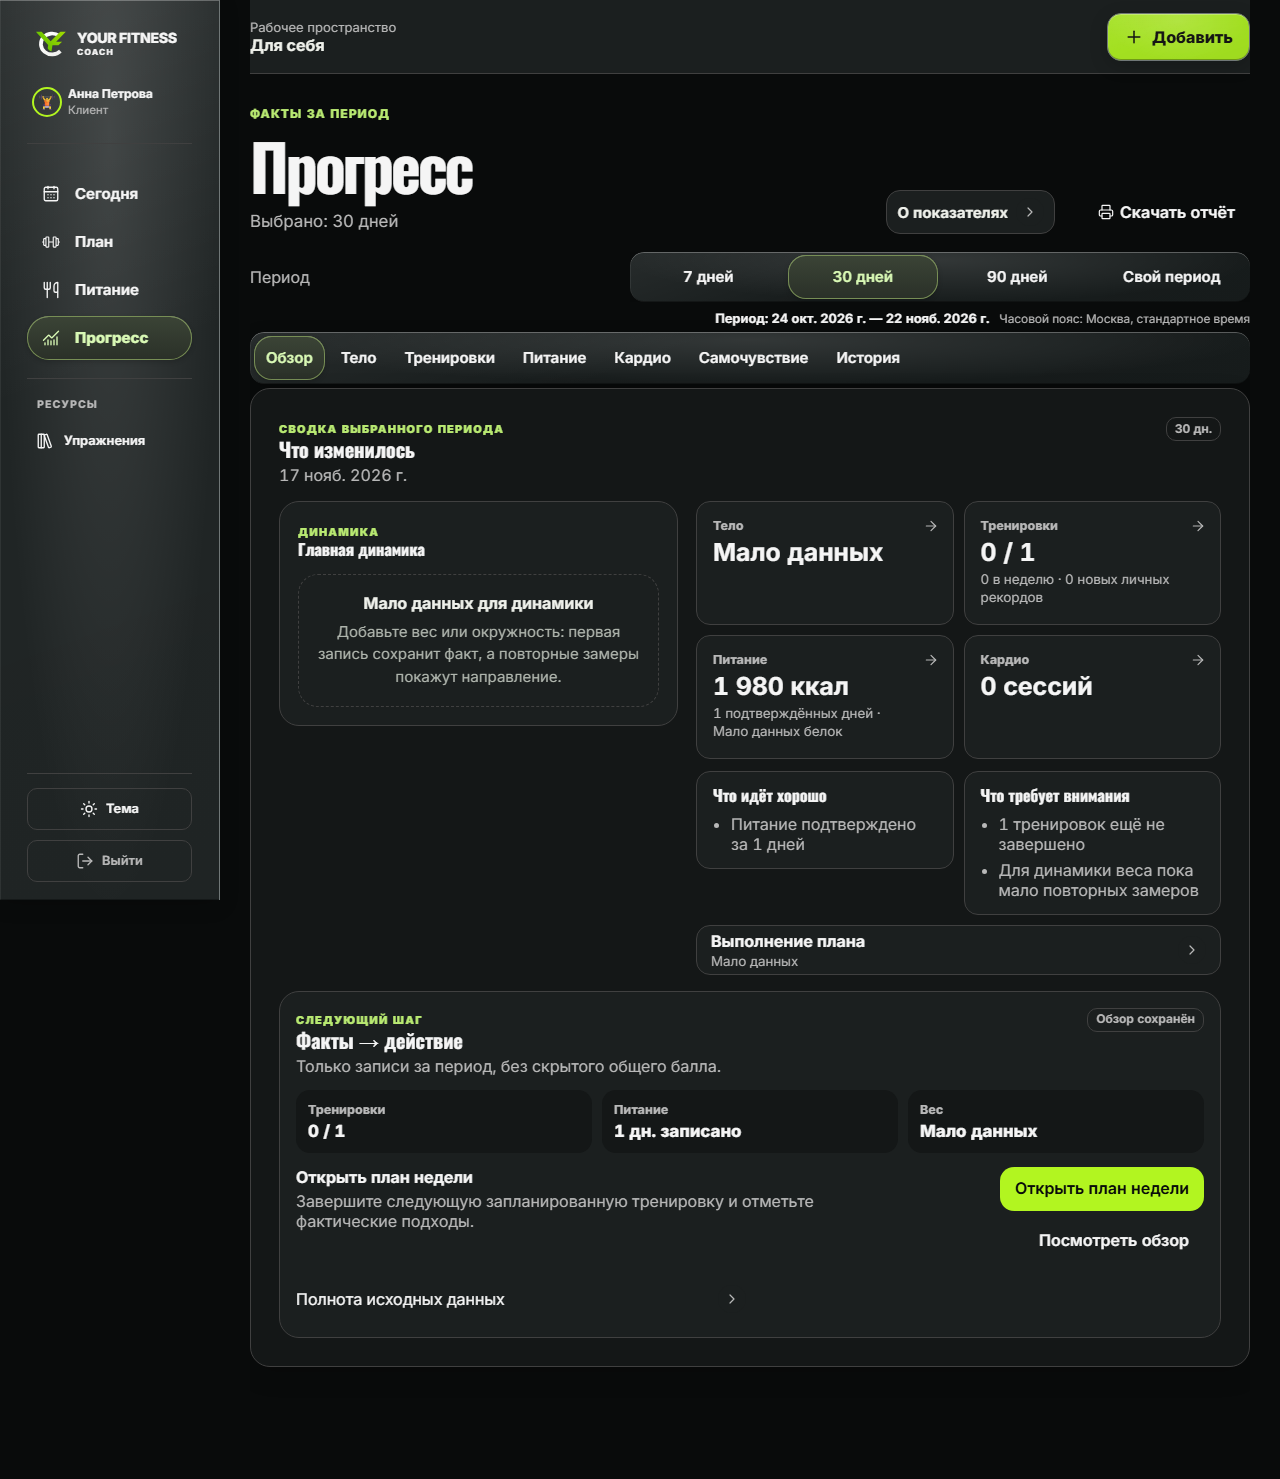 YOUR FITNESS
COACH
Анна Петрова
Клиент
Сегодня
План
Питание
Прогресс
РЕСУРСЫ
Упражнения
Тема
Выйти
Рабочее пространство
Для себя
Добавить
ФАКТЫ ЗА ПЕРИОД
Прогресс
Выбрано: 30 дней
О показателях
Скачать отчёт
Период
7 дней
30 дней
90 дней
Свой период
Период: 24 окт. 2026 г. — 22 нояб. 2026 г. Часовой пояс: Москва, стандартное время
Обзор
Тело
Тренировки
Питание
Кардио
Самочувствие
История
СВОДКА ВЫБРАННОГО ПЕРИОДА
Что изменилось
17 нояб. 2026 г.
30 дн.
ДИНАМИКА
Главная динамика
Мало данных для динамики
Добавьте вес или окружность: первая
запись сохранит факт, а повторные замеры
покажут направление.
Тело
Мало данных
Тренировки
0 / 1
0 в неделю · 0 новых личных
рекордов
Питание
1 980 ккал
1 подтверждённых дней ·
Мало данных белок
Кардио
0 сессий
Что идёт хорошо
• Питание подтверждено
за 1 дней
Что требует внимания
• 1 тренировок ещё не
завершено
• Для динамики веса пока
мало повторных замеров
Выполнение плана
Мало данных
СЛЕДУЮЩИЙ ШАГ
Факты → действие
Только записи за период, без скрытого общего балла.
Обзор сохранён
Тренировки
0 / 1
Питание
1 дн. записано
Вес
Мало данных
Открыть план недели
Завершите следующую запланированную тренировку и отметьте
фактические подходы.
Открыть план недели
Посмотреть обзор
Полнота исходных данных